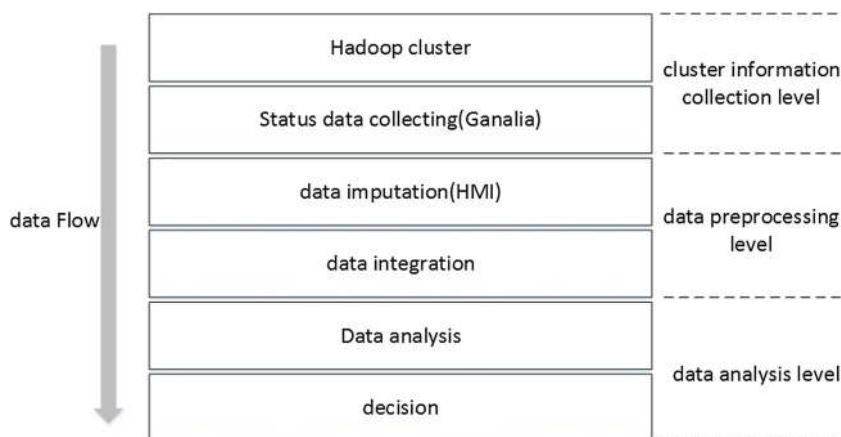 Hadoop cluster
cluster information
collection level
Status data collecting(Ganalia)
data imputation(HMI)
data Flow
data preprocessing
level
data integration
Data analysis
data analysis level
decision